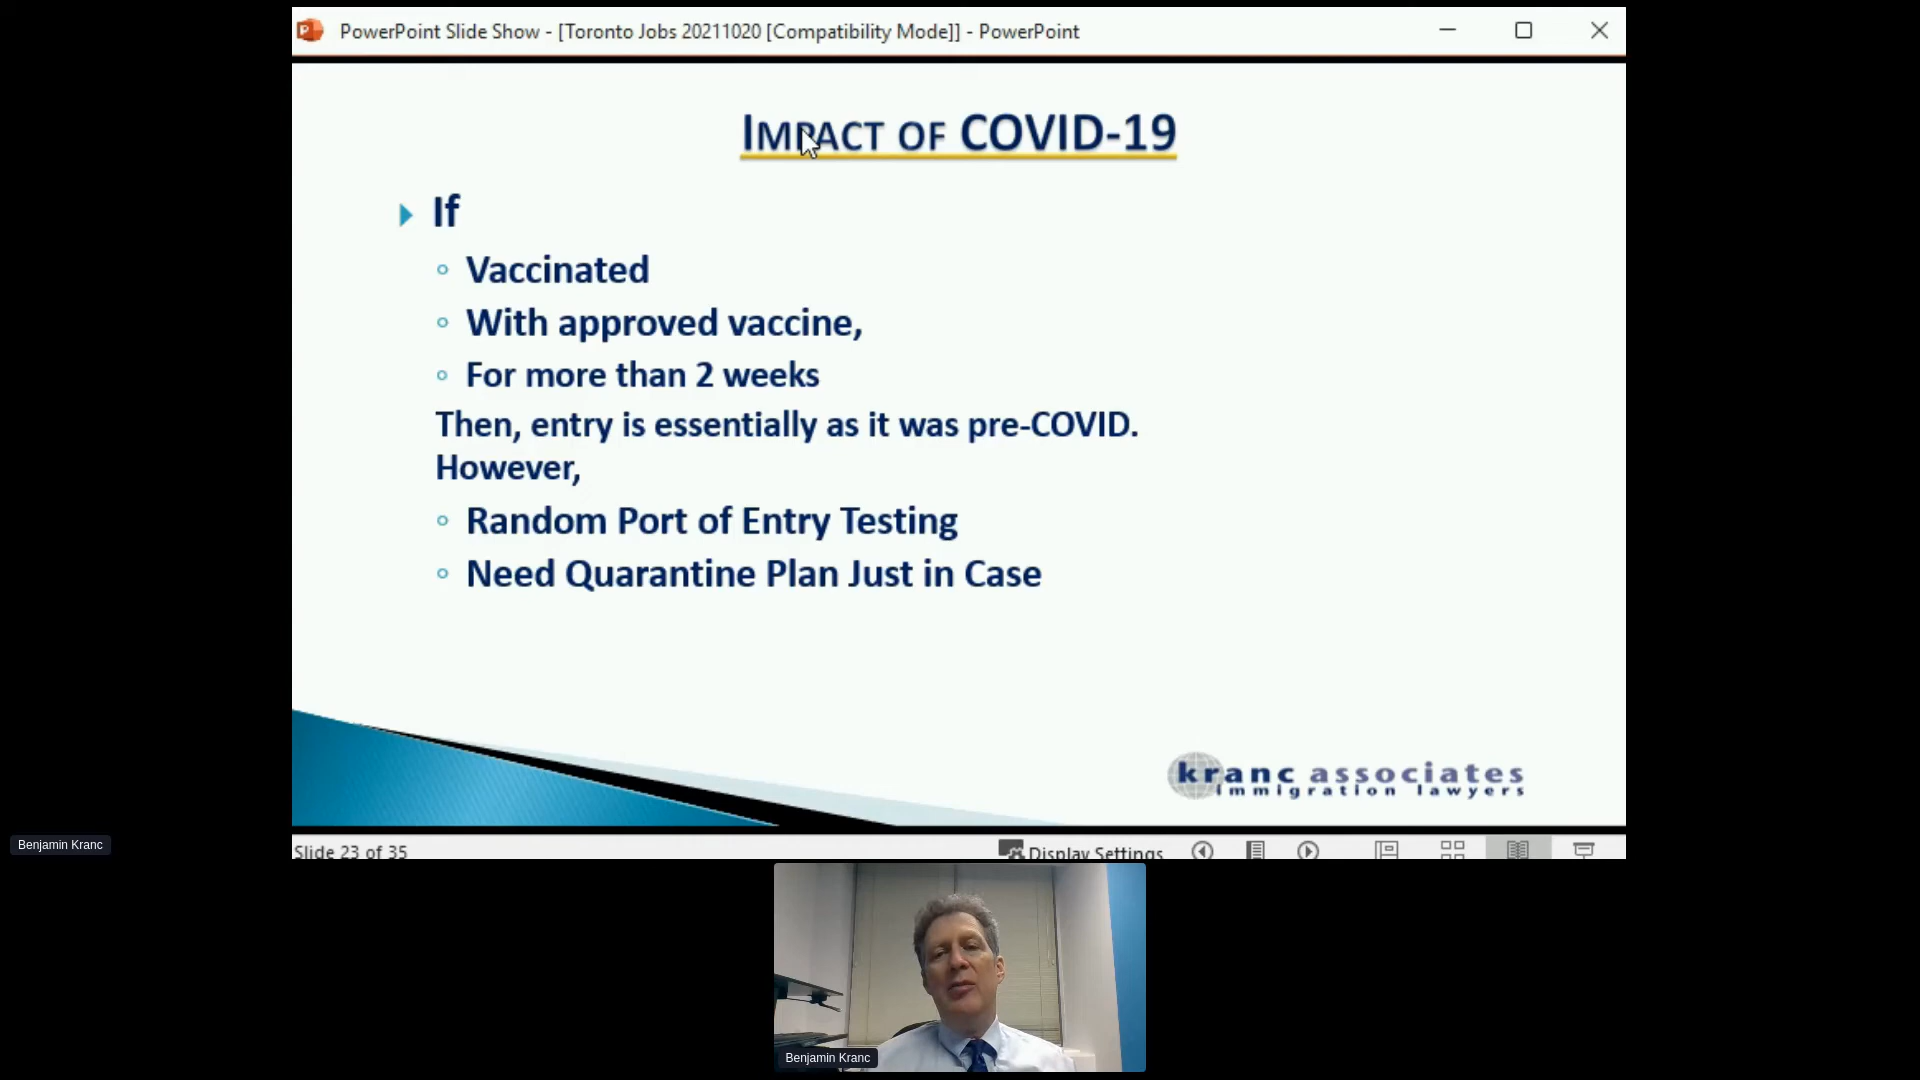 PowerPoint Slide Show - [Toronto Jobs 20211020 [Compatibility Mode]] - PowerPoint
IMPACT OF COVID-19
If
Vaccinated
With approved vaccine,
For more than 2 weeks
Then, entry is essentially as it was pre-COVID.
However,
Random Port of Entry Testing
Need Quarantine Plan Just in Case
kranc associates
immigration lawyers
Benjamin Kranc
Slide 23 of 35
Display Settings
Benjamin Kranc